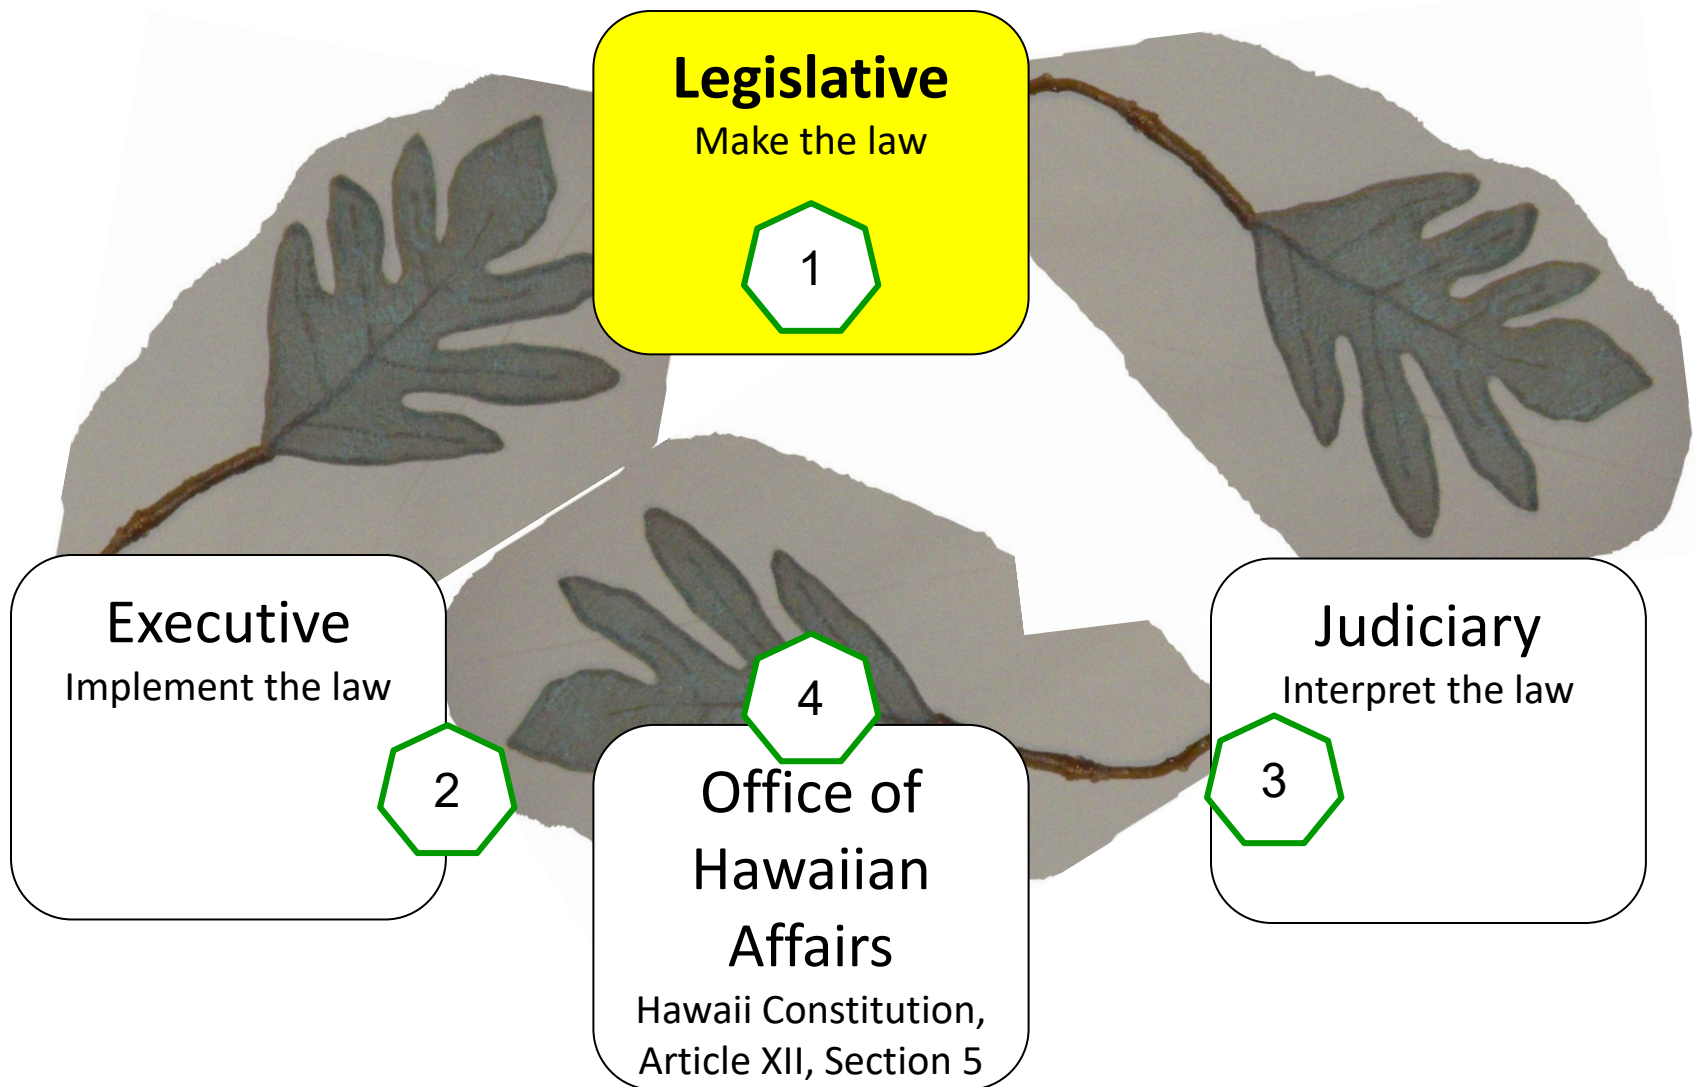 Legislative
Make the law
1
Executive
Implement the law
2
Judiciary
Interpret the law
3
4
Office of
Hawaiian
Affairs
Hawaii Constitution,
Article XII, Section 5